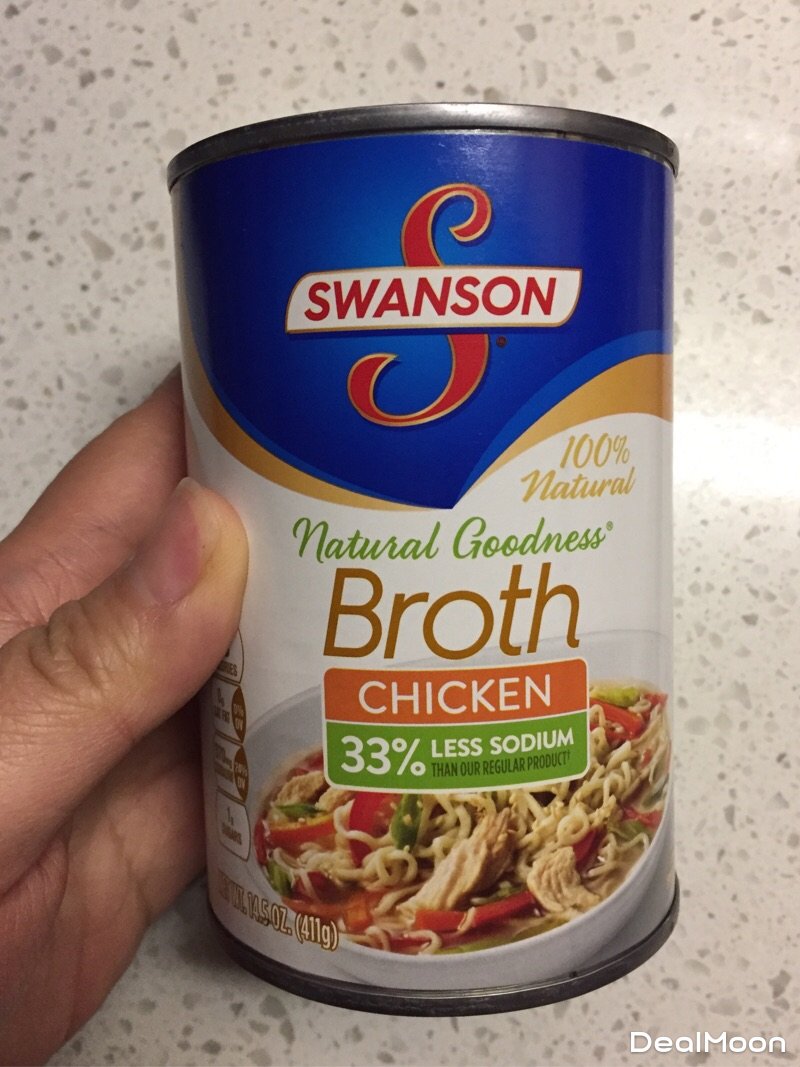 SWANSON
100%
Natural
Natural Goodness®
Broth
CHICKEN
33% LESS SODIUM
THAN OUR REGULAR PRODUCT†
WT. 14.5 OZ. (411g)
DealMoon